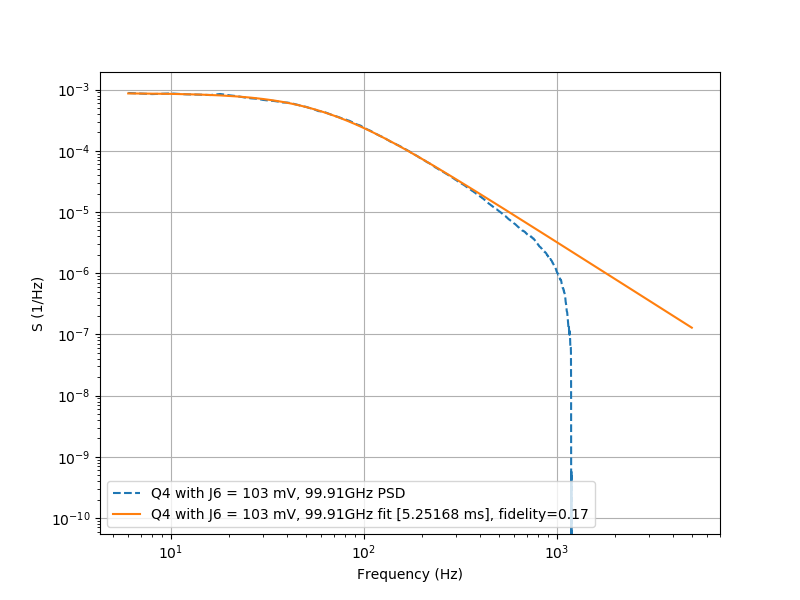 10⁻³
10⁻⁴
10⁻⁵
10⁻⁶
10⁻⁷
10⁻⁸
10⁻⁹
10⁻¹⁰
S (1/Hz)
Q4 with J6 = 103 mV, 99.91GHz PSD
Q4 with J6 = 103 mV, 99.91GHz fit [5.25168 ms], fidelity=0.17
10¹ 10² 10³
Frequency (Hz)